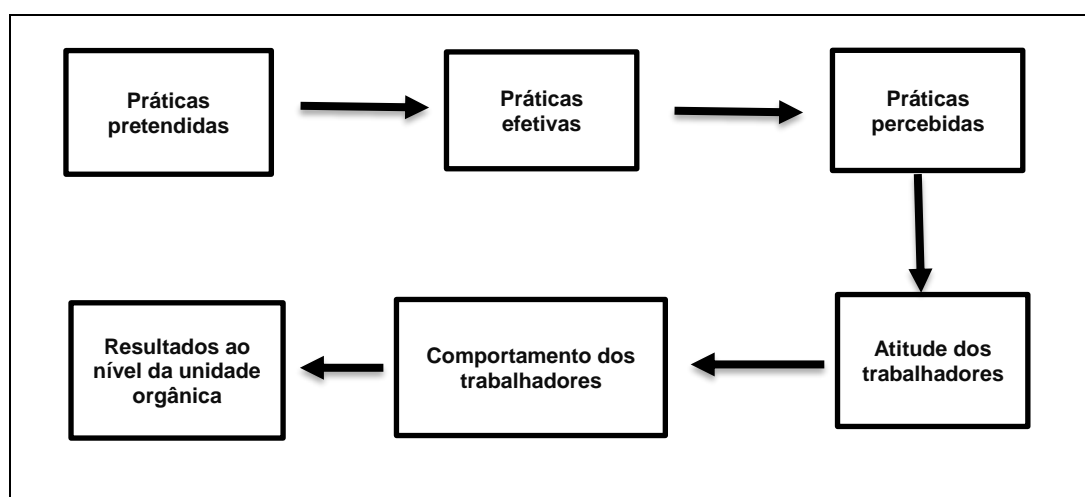 Práticas
pretendidas
Práticas
efetivas
Práticas
percebidas
Atitude dos
trabalhadores
Comportamento dos
trabalhadores
Resultados ao
nível da unidade
orgânica